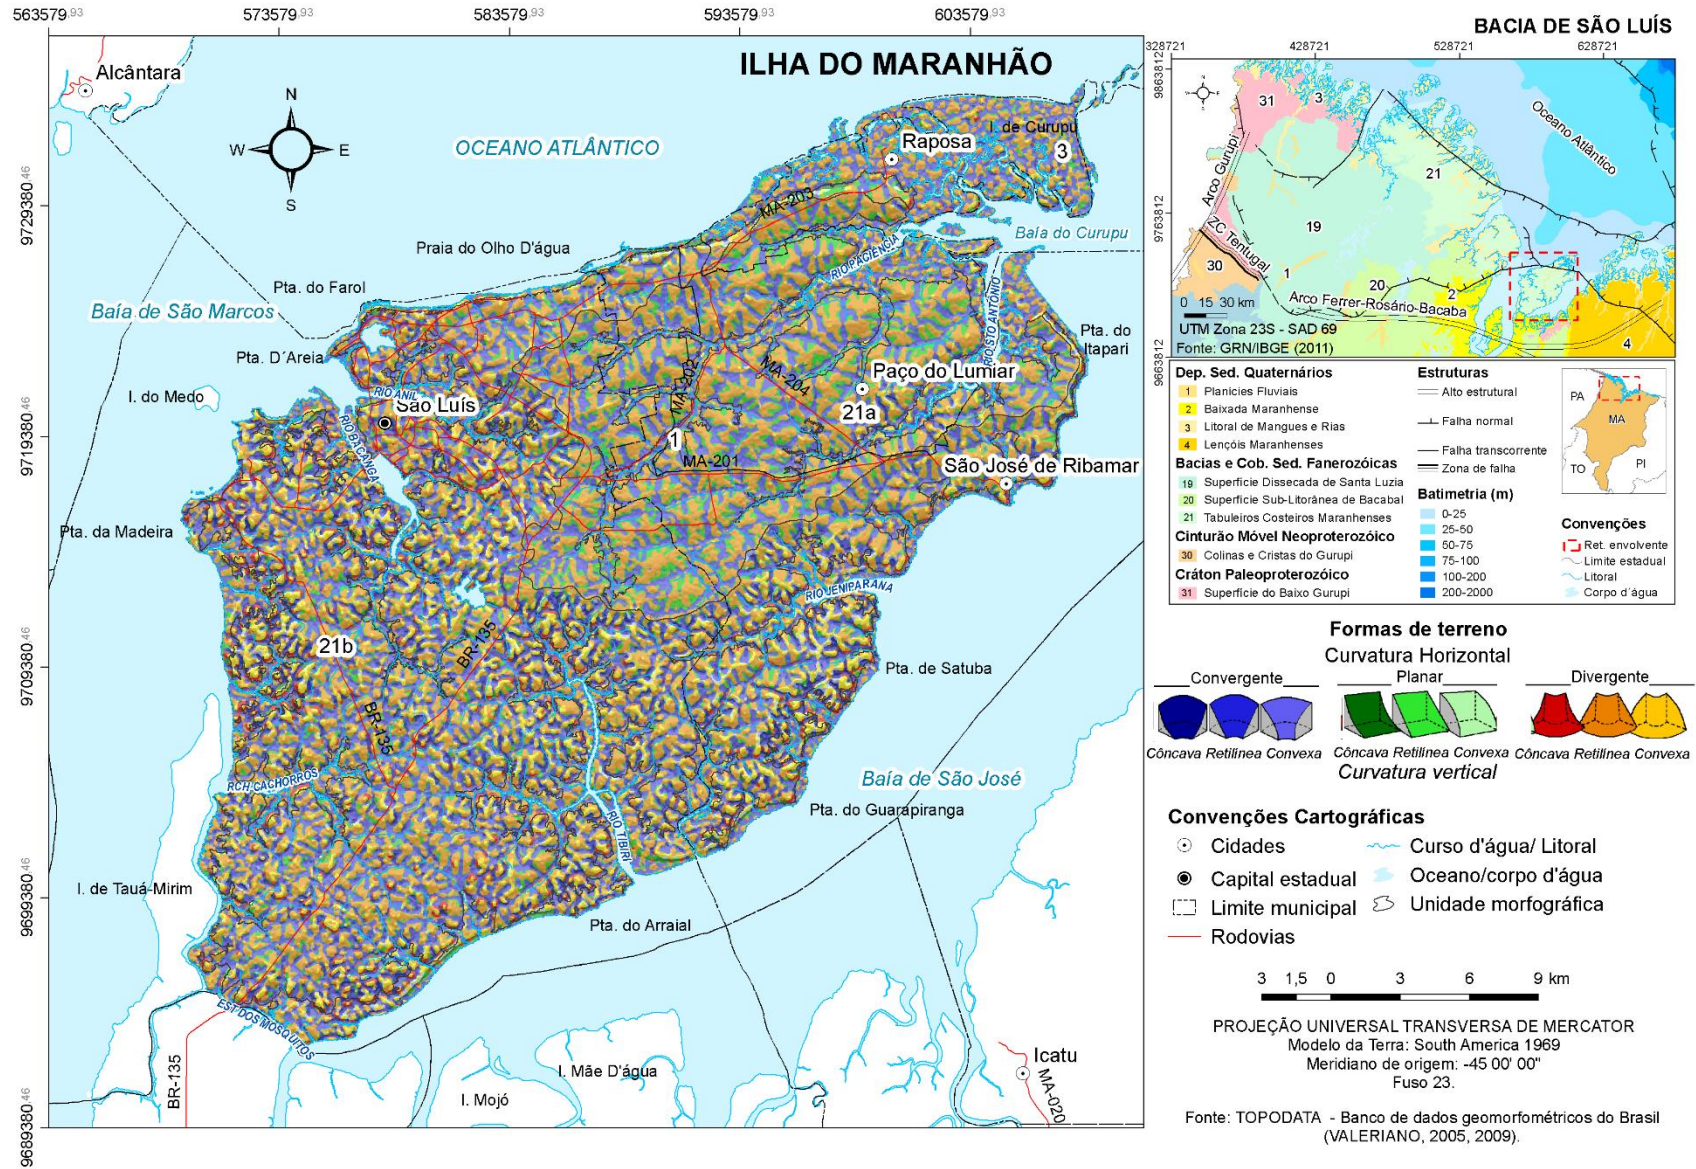 563579.93
573579.93
583579.93
593579.93
603579.93
9729380.46
9719380.46
9709380.46
9699380.46
9689380.46
ILHA DO MARANHÃO
Alcântara
N
W
E
S
OCEANO ATLÂNTICO
I. de Curupu
3
Raposa
MA-203
Baía do Curupu
Praia do Olho D'água
RIO PACIÊNCIA
Pta. do Farol
RIO STO ANTÔNIO
Baía de São Marcos
Pta. do
Itapari
Pta. D´Areia
MA-202
MA-204
Paço do Lumiar
I. do Medo
RIO ANIL
São Luís
21a
RIO BACANGA
1
MA-201
São José de Ribamar
Pta. da Madeira
RIO JENIPARANA
21b
BR-135
Pta. de Satuba
BR-135
RCH CACHORROS
Baía de São José
Pta. do Guarapiranga
RIO TIBIRI
I. de Tauá-Mirim
Pta. do Arraial
EST DOS MOSQUITOS
BR-135
I. Mãe D'água
I. Mojó
Icatu
MA-020
BACIA DE SÃO LUÍS
328721
428721
528721
628721
9863812
9763812
9663812
N
W
E
S
31
3
Oceano Atlântico
21
Arco Gurupi
19
ZC Tentugal
30
1
20
2
Arco Ferrer-Rosário-Bacaba
4
0 15 30 km
UTM Zona 23S - SAD 69
Fonte: GRN/IBGE (2011)
Dep. Sed. Quaternários
1 Planicies Fluviais
2 Baixada Maranhense
3 Litoral de Mangues e Rias
4 Lençóis Maranhenses
Bacias e Cob. Sed. Fanerozóicas
19 Superfície Dissecada de Santa Luzia
20 Superfície Sub-Litorânea de Bacabal
21 Tabuleiros Costeiros Maranhenses
Cinturão Móvel Neoproterozóico
30 Colinas e Cristas do Gurupi
Cráton Paleoproterozóico
31 Superfície do Baixo Gurupi
Estruturas
Alto estrutural
Falha normal
Falha transcorrente
Zona de falha
Batimetria (m)
0-25
25-50
50-75
75-100
100-200
200-2000
PA
MA
TO
PI
Convenções
Ret. envolvente
Limite estadual
Litoral
Corpo d´água
Formas de terreno
Curvatura Horizontal
Convergente
Planar
Divergente
Côncava Retilínea Convexa
Côncava Retilínea Convexa
Côncava Retilínea Convexa
Curvatura vertical
Convenções Cartográficas
Cidades
Capital estadual
Limite municipal
Rodovias
Curso d'água/ Litoral
Oceano/corpo d'água
Unidade morfográfica
3 1,5 0 3 6 9 km
PROJEÇÃO UNIVERSAL TRANSVERSA DE MERCATOR
Modelo da Terra: South America 1969
Meridiano de origem: -45 00' 00"
Fuso 23.
Fonte: TOPODATA - Banco de dados geomorfométricos do Brasil
(VALERIANO, 2005, 2009).